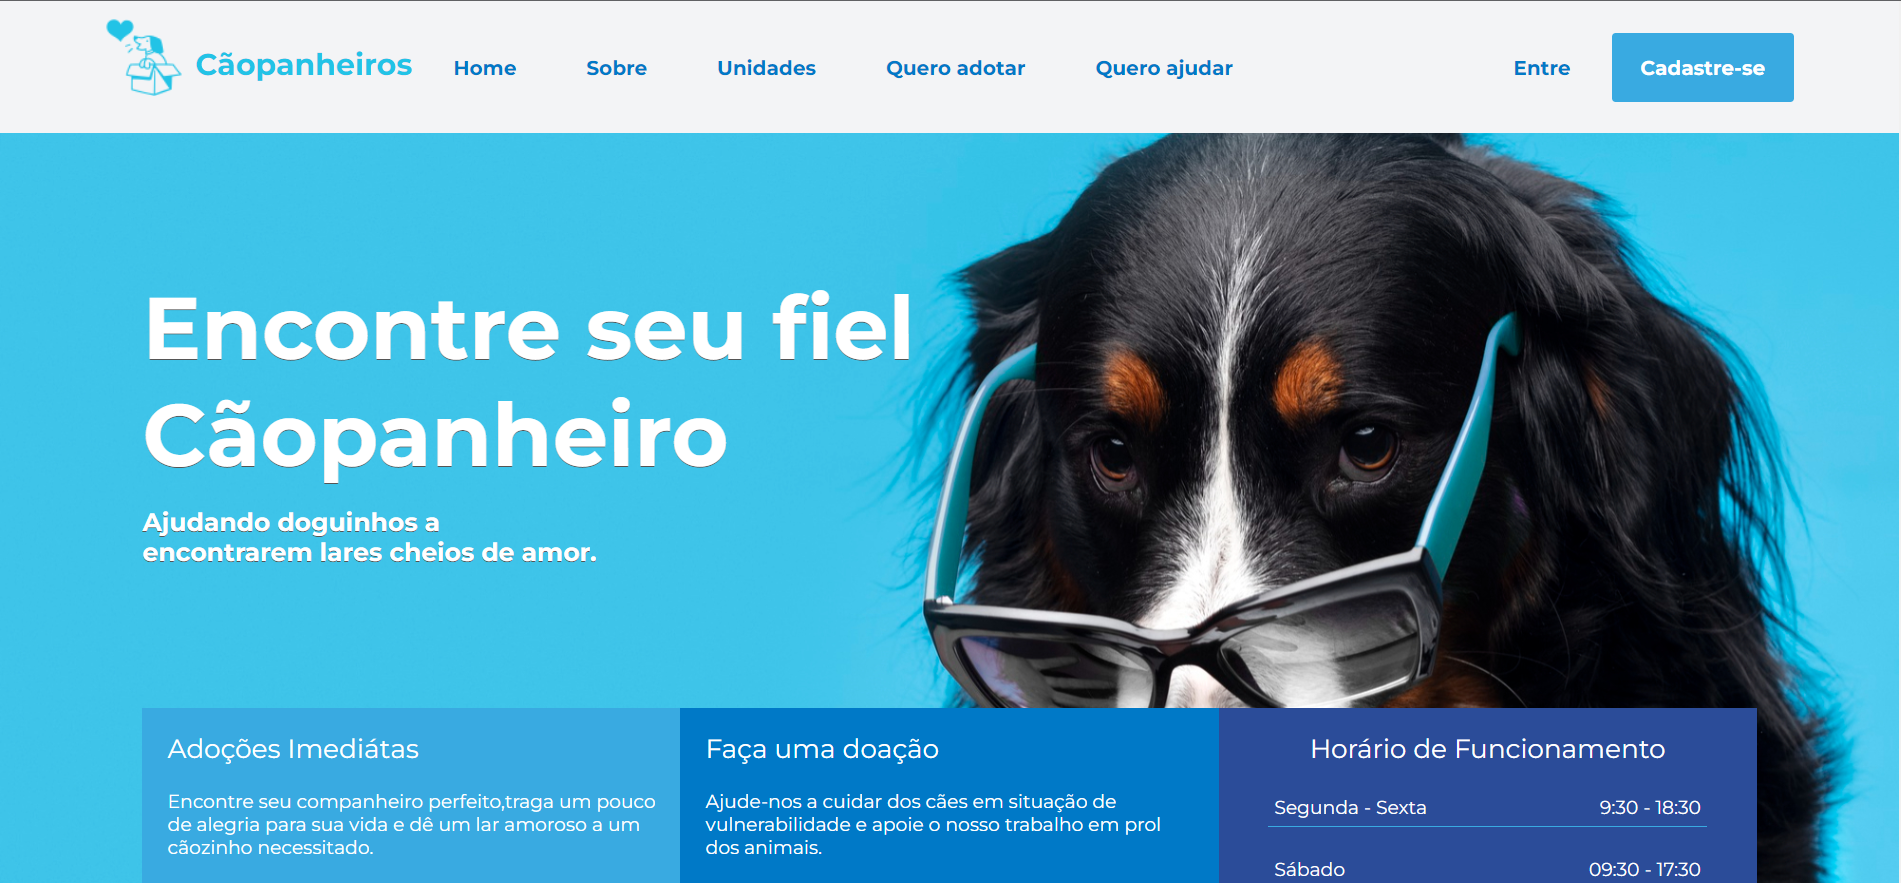 Cãopanheiros
Home
Sobre
Unidades
Quero adotar
Quero ajudar
Entre
Cadastre-se
Encontre seu fiel
Cãopanheiro
Ajudando doguinhos a
encontrarem lares cheios de amor.
Adoções Imediátas
Encontre seu companheiro perfeito,traga um pouco
de alegria para sua vida e dê um lar amoroso a um
cãozinho necessitado.
Faça uma doação
Ajude-nos a cuidar dos cães em situação de
vulnerabilidade e apoie o nosso trabalho em prol
dos animais.
Horário de Funcionamento
Segunda - Sexta 9:30 - 18:30
Sábado 09:30 - 17:30